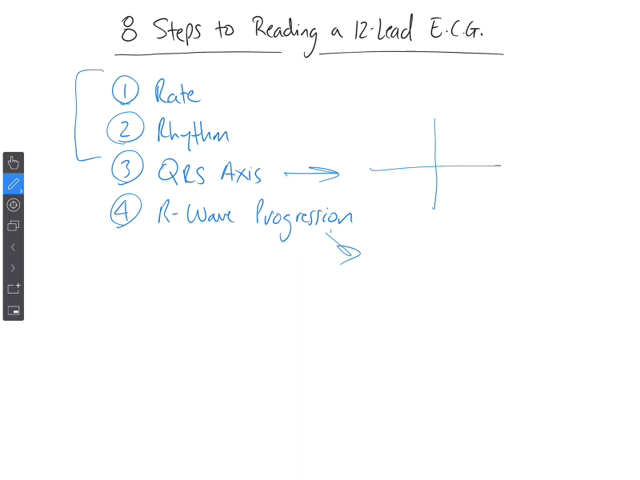 8 Steps to Reading a 12-Lead E.C.G.
1 Rate
2 Rhythm
3 QRS Axis
4 R-Wave Progression